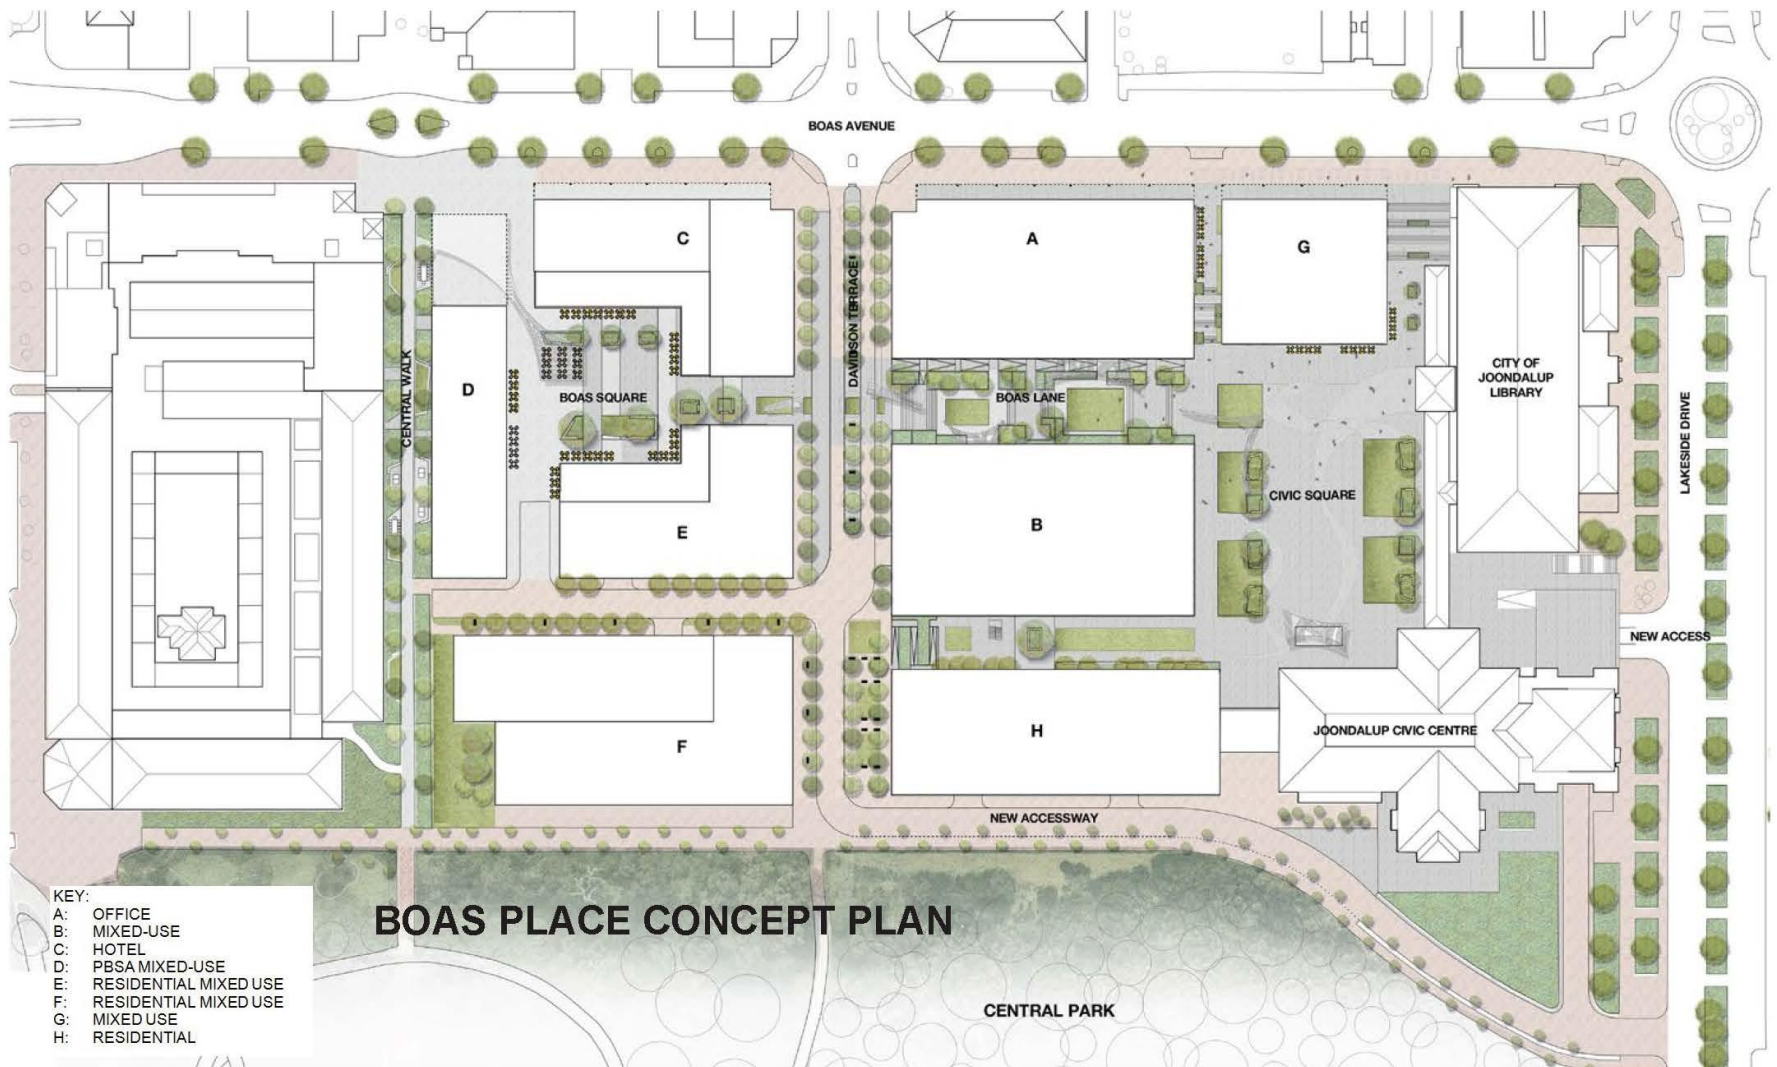 BOAS AVENUE
C
A
G
DAVIDSON TERRACE
CENTRAL WALK
D
BOAS SQUARE
BOAS LANE
CITY OF
JOONDALUP
LIBRARY
LAKESIDE DRIVE
CIVIC SQUARE
E
B
NEW ACCESS
F
H
JOONDALUP CIVIC CENTRE
NEW ACCESSWAY
KEY:
A: OFFICE
B: MIXED-USE
C: HOTEL
D: PBSA MIXED-USE
E: RESIDENTIAL MIXED USE
F: RESIDENTIAL MIXED USE
G: MIXED USE
H: RESIDENTIAL
BOAS PLACE CONCEPT PLAN
CENTRAL PARK